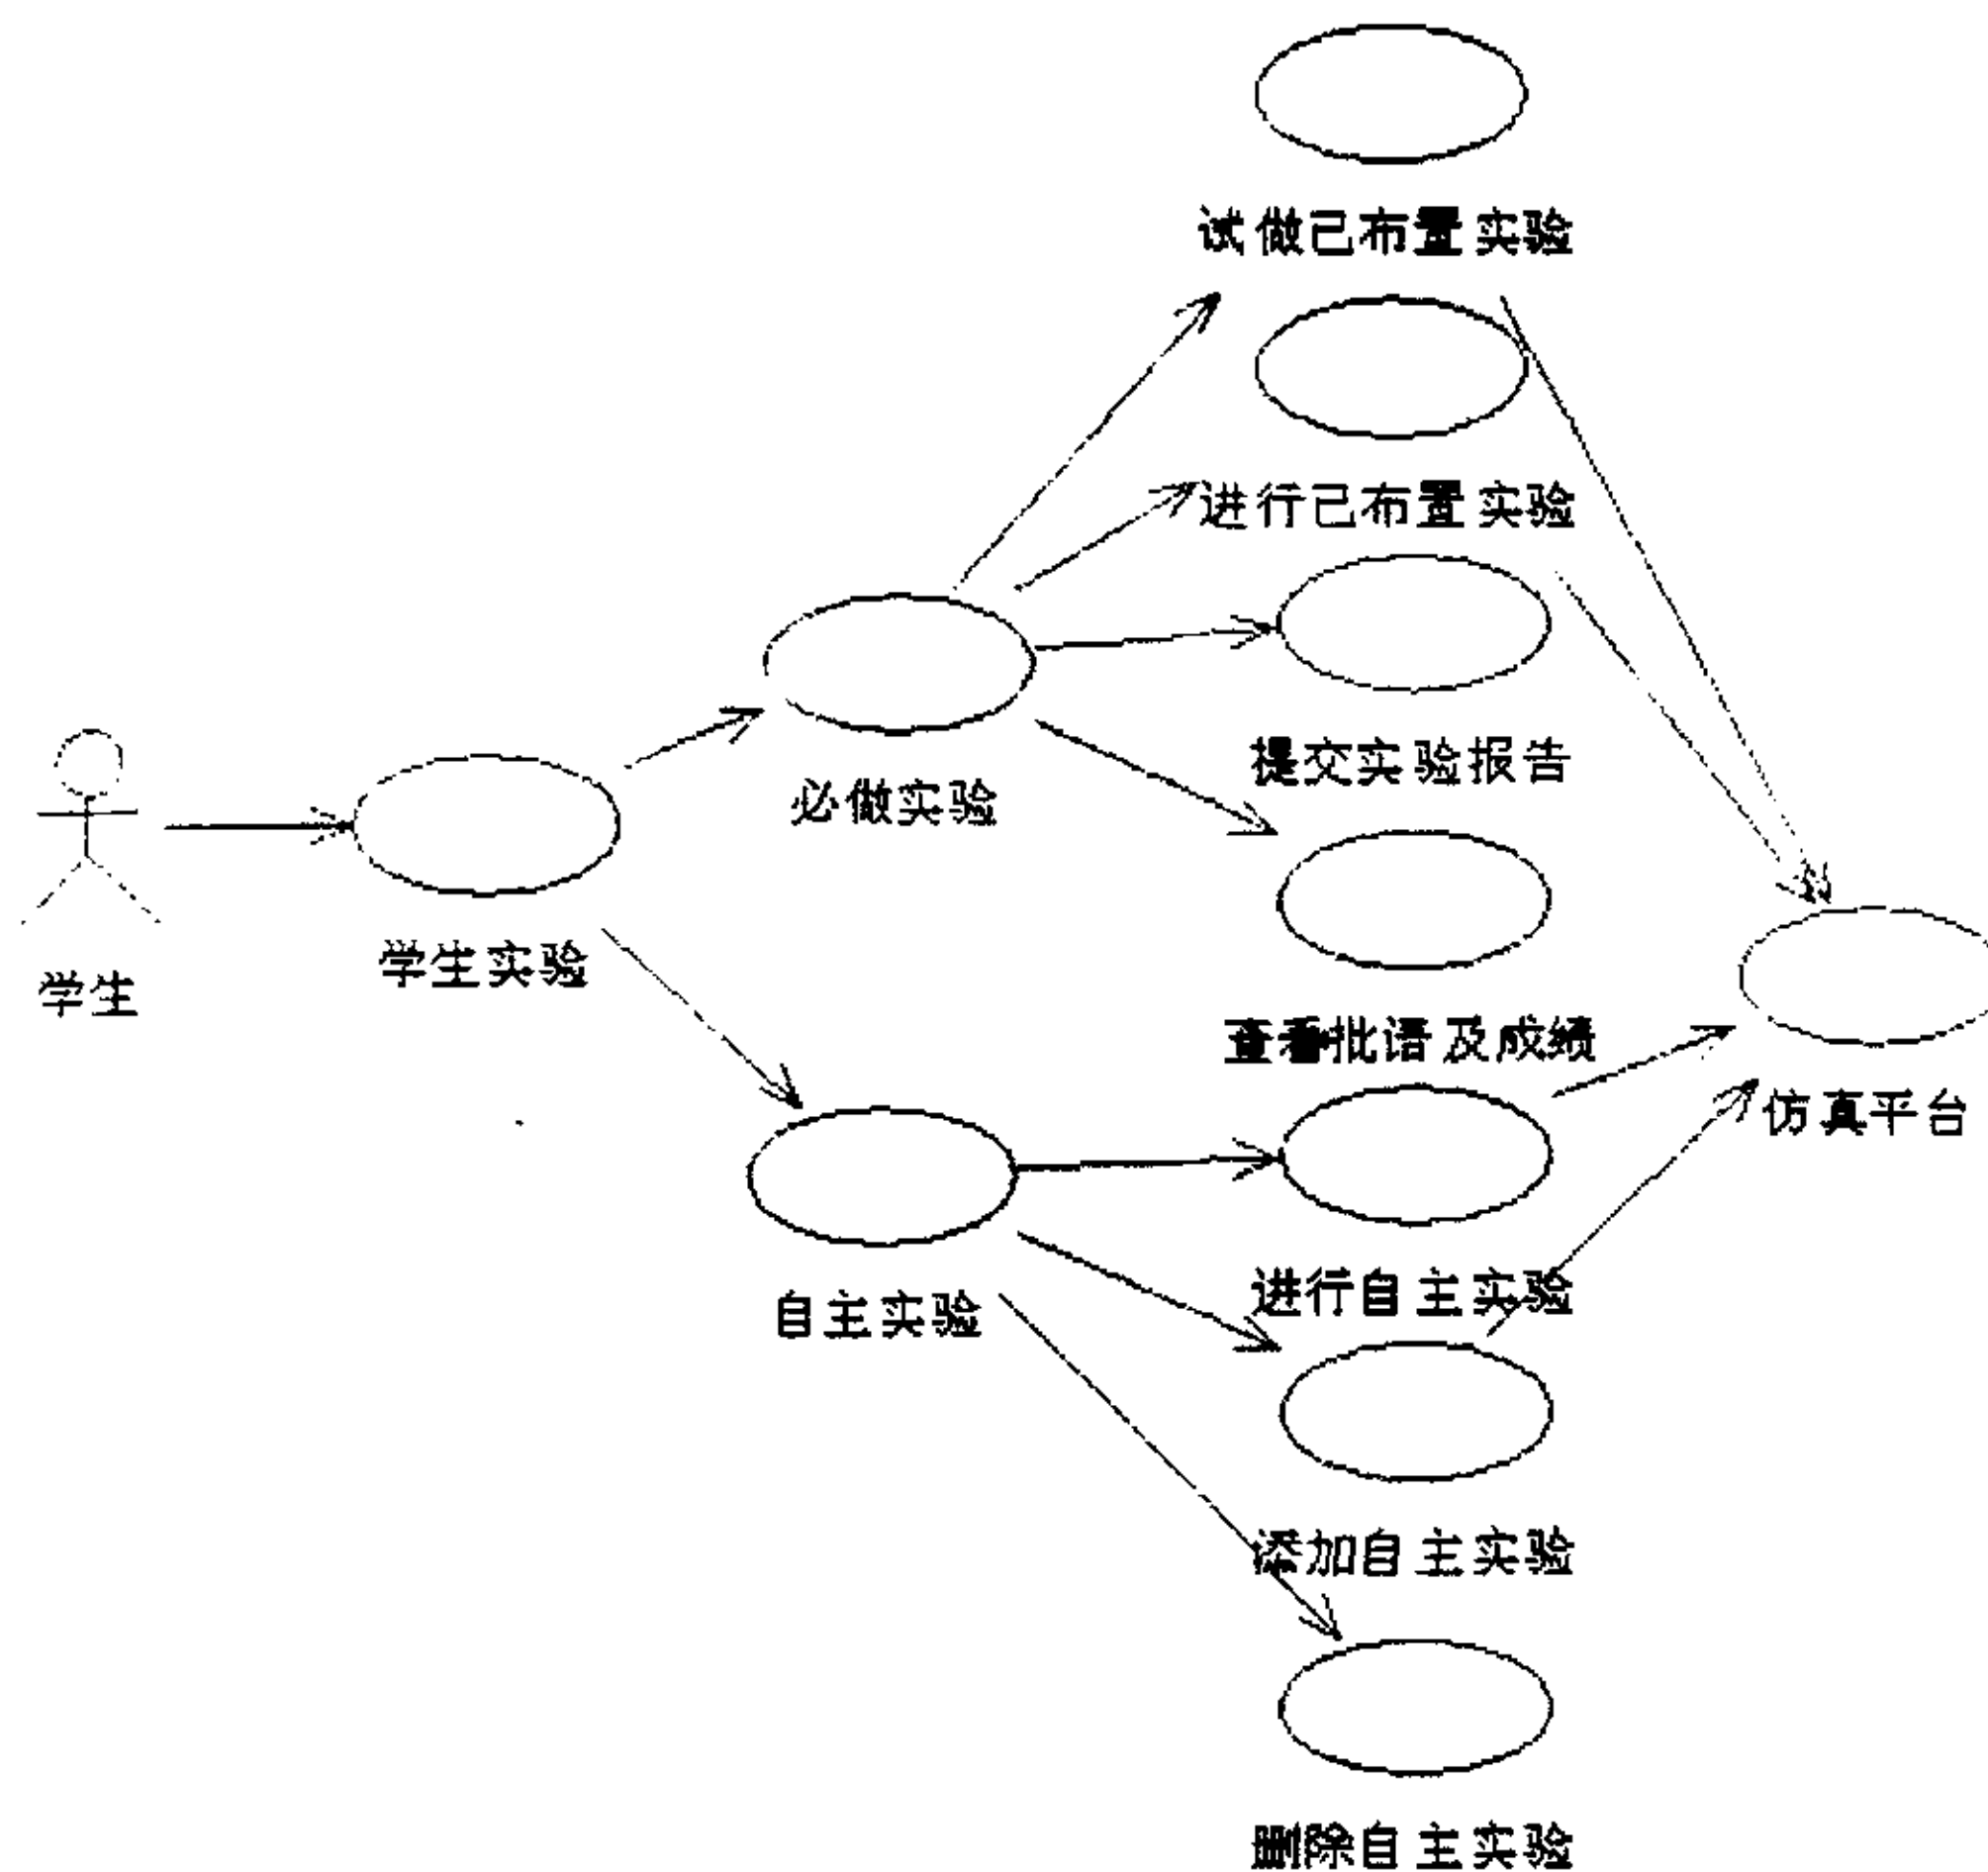 试做已布置实验
进行已布置实验
提交实验报告
必做实验
学生实验
学生
查看批语及成绩
仿真平台
进行自主实验
自主实验
添加自主实验
删除自主实验